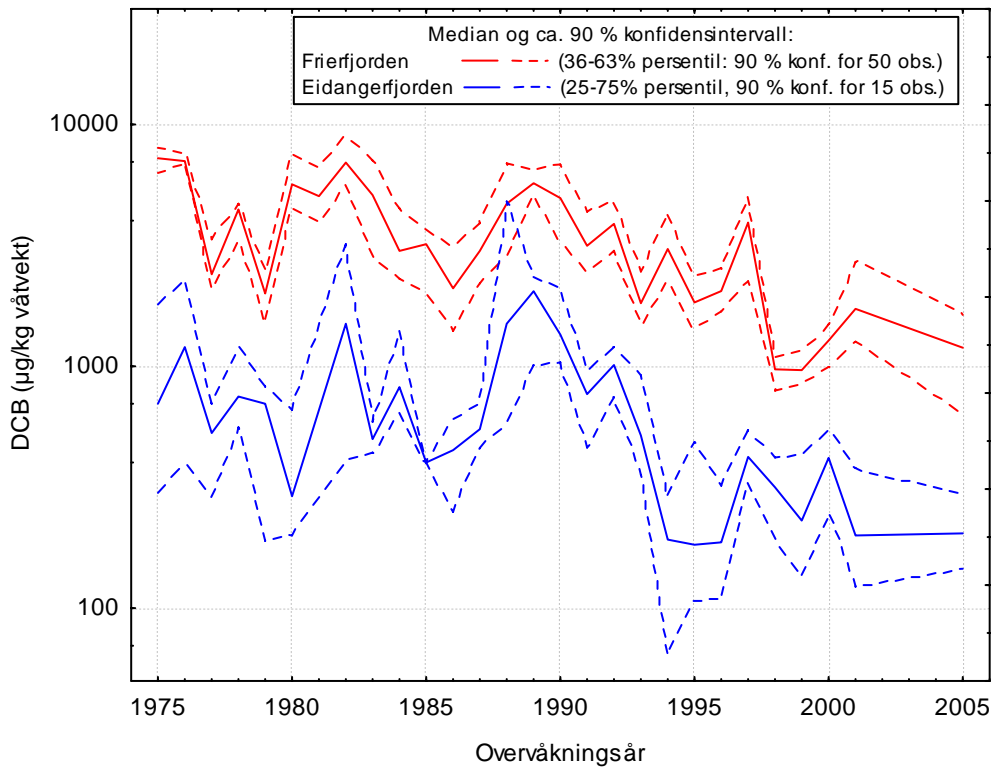 Median og ca. 90 % konfidensintervall:
Frierfjorden (36-63% persentil: 90 % konf. for 50 obs.)
Eidangerfjorden (25-75% persentil, 90 % konf. for 15 obs.)
DCB (µg/kg våtvekt)
10000
1000
100
1975 1980 1985 1990 1995 2000 2005
Overvåkningsår